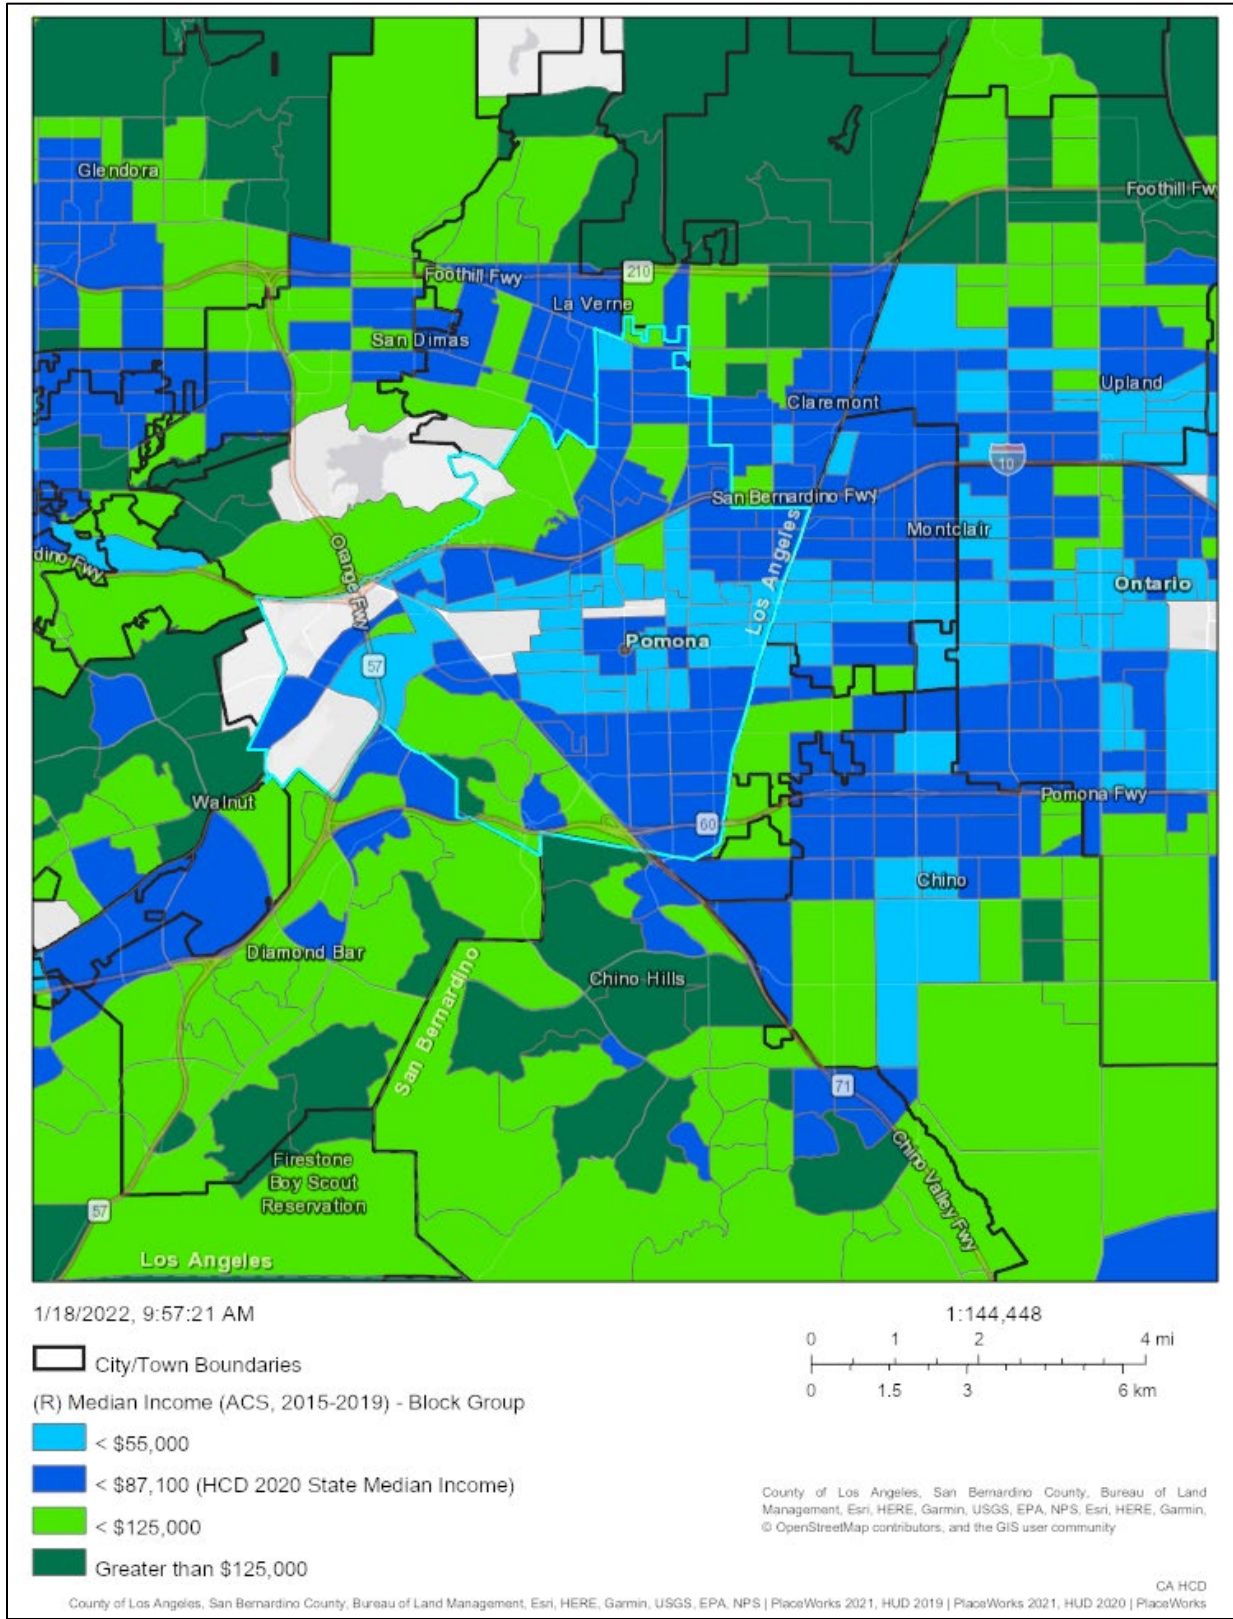 Glendora
Foothill Fw
Foothill Fwy
210
La Verne
San Dimas
Upland
Claremont
10
San Bernardino Fwy
Montclair
Orange Fwy
dino Fwy
Los Angeles
Ontario
Pomona
57
Walnut
Pomona Fwy
60
Chino
Diamond Bar
Chino Hills
San Bernardino
71
Firestone
Boy Scout
Reservation
Chino Valley Fwy
57
Los Angeles
1/18/2022, 9:57:21 AM
1:144,448
0 1 2 4 mi
0 1.5 3 6 km
City/Town Boundaries
(R) Median Income (ACS, 2015-2019) - Block Group
< $55,000
< $87,100 (HCD 2020 State Median Income)
< $125,000
Greater than $125,000
County of Los Angeles, San Bernardino County, Bureau of Land
Management, Esri, HERE, Garmin, USGS, EPA, NPS, Esri, HERE, Garmin,
© OpenStreetMap contributors, and the GIS user community
CA HCD
County of Los Angeles, San Bernardino County, Bureau of Land Management, Esri, HERE, Garmin, USGS, EPA, NPS | PlaceWorks 2021, HUD 2019 | PlaceWorks 2021, HUD 2020 | PlaceWorks